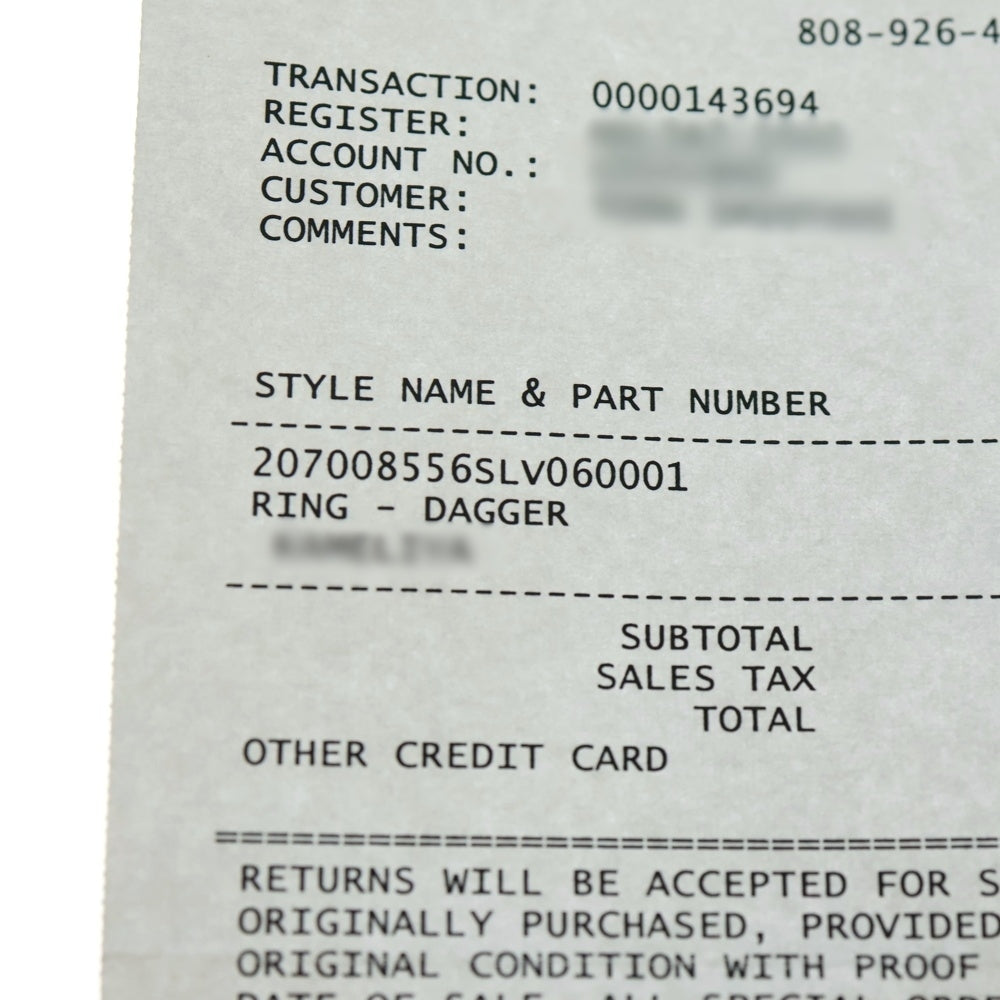 808-926-4
TRANSACTION: 0000143694
REGISTER:
ACCOUNT NO.:
CUSTOMER:
COMMENTS:
STYLE NAME & PART NUMBER
--------------------------------
207008556SLV060001
RING - DAGGER
--------------------------------
SUBTOTAL
SALES TAX
TOTAL
OTHER CREDIT CARD
================================
RETURNS WILL BE ACCEPTED FOR S
ORIGINALLY PURCHASED, PROVIDED
ORIGINAL CONDITION WITH PROOF